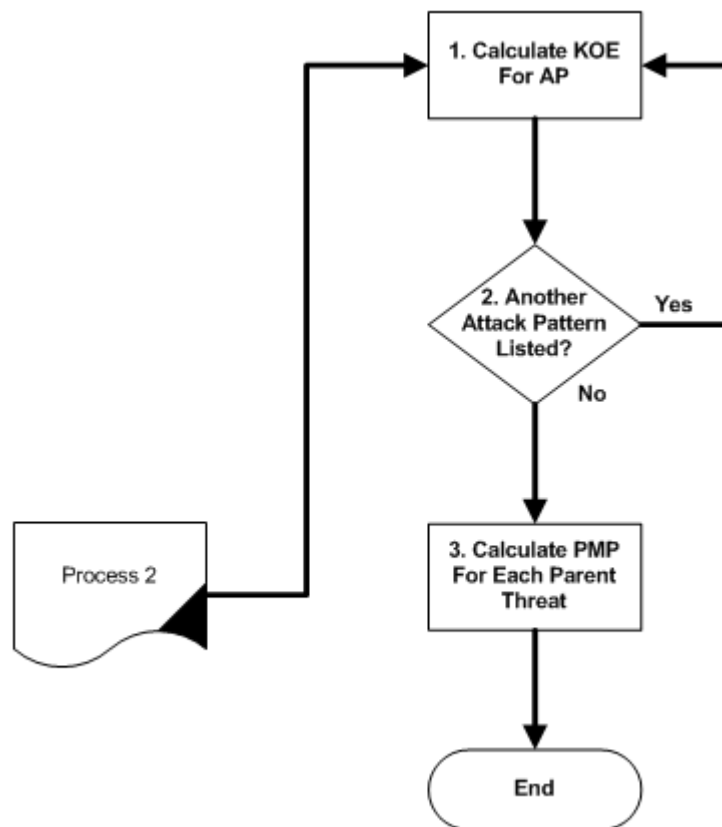 1. Calculate KOE
For AP
2. Another
Attack Pattern
Listed?
Yes
No
Process 2
3. Calculate PMP
For Each Parent
Threat
End